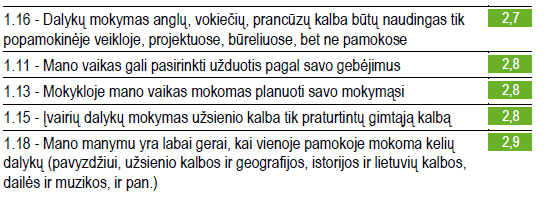 1.16 - Dalykų mokymas anglų, vokiečių, prancūzų kalba būtų naudingas tik 2,7
popamokinėje veikloje, projektuose, būreliuose, bet ne pamokose
1.11 - Mano vaikas gali pasirinkti užduotis pagal savo gebėjimus 2,8
1.13 - Mokykloje mano vaikas mokomas planuoti savo mokymąsi 2,8
1.15 - Įvairių dalykų mokymas užsienio kalba tik praturtintų gimtąją kalbą 2,8
1.18 - Mano manymu yra labai gerai, kai vienoje pamokoje mokoma kelių 2,9
dalykų (pavyzdžiui, užsienio kalbos ir geografijos, istorijos ir lietuvių kalbos,
dailės ir muzikos, ir pan.)